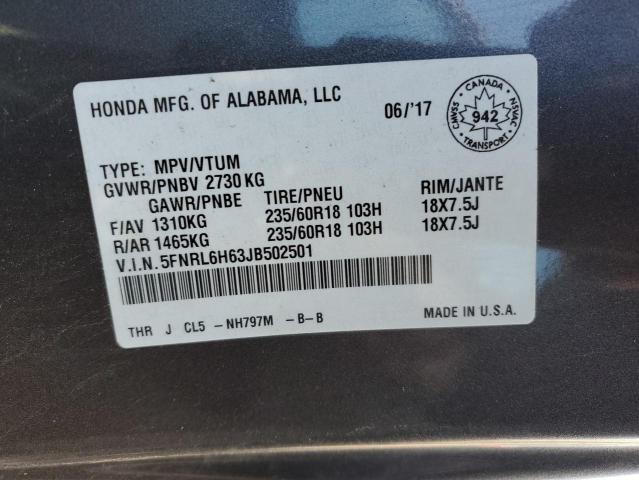 HONDA MFG. OF ALABAMA, LLC
06/'17
CANADA
CMVSS
942
NSVAC
TRANSPORT
TYPE: MPV/VTUM
GVWR/PNBV 2730 KG
GAWR/PNBE TIRE/PNEU RIM/JANTE
F/AV 1310KG 235/60R18 103H 18X7.5J
R/AR 1465KG 235/60R18 103H 18X7.5J
V.I.N. 5FNRL6H63JB502501
THR J CL5 -NH797M -B-B MADE IN U.S.A.